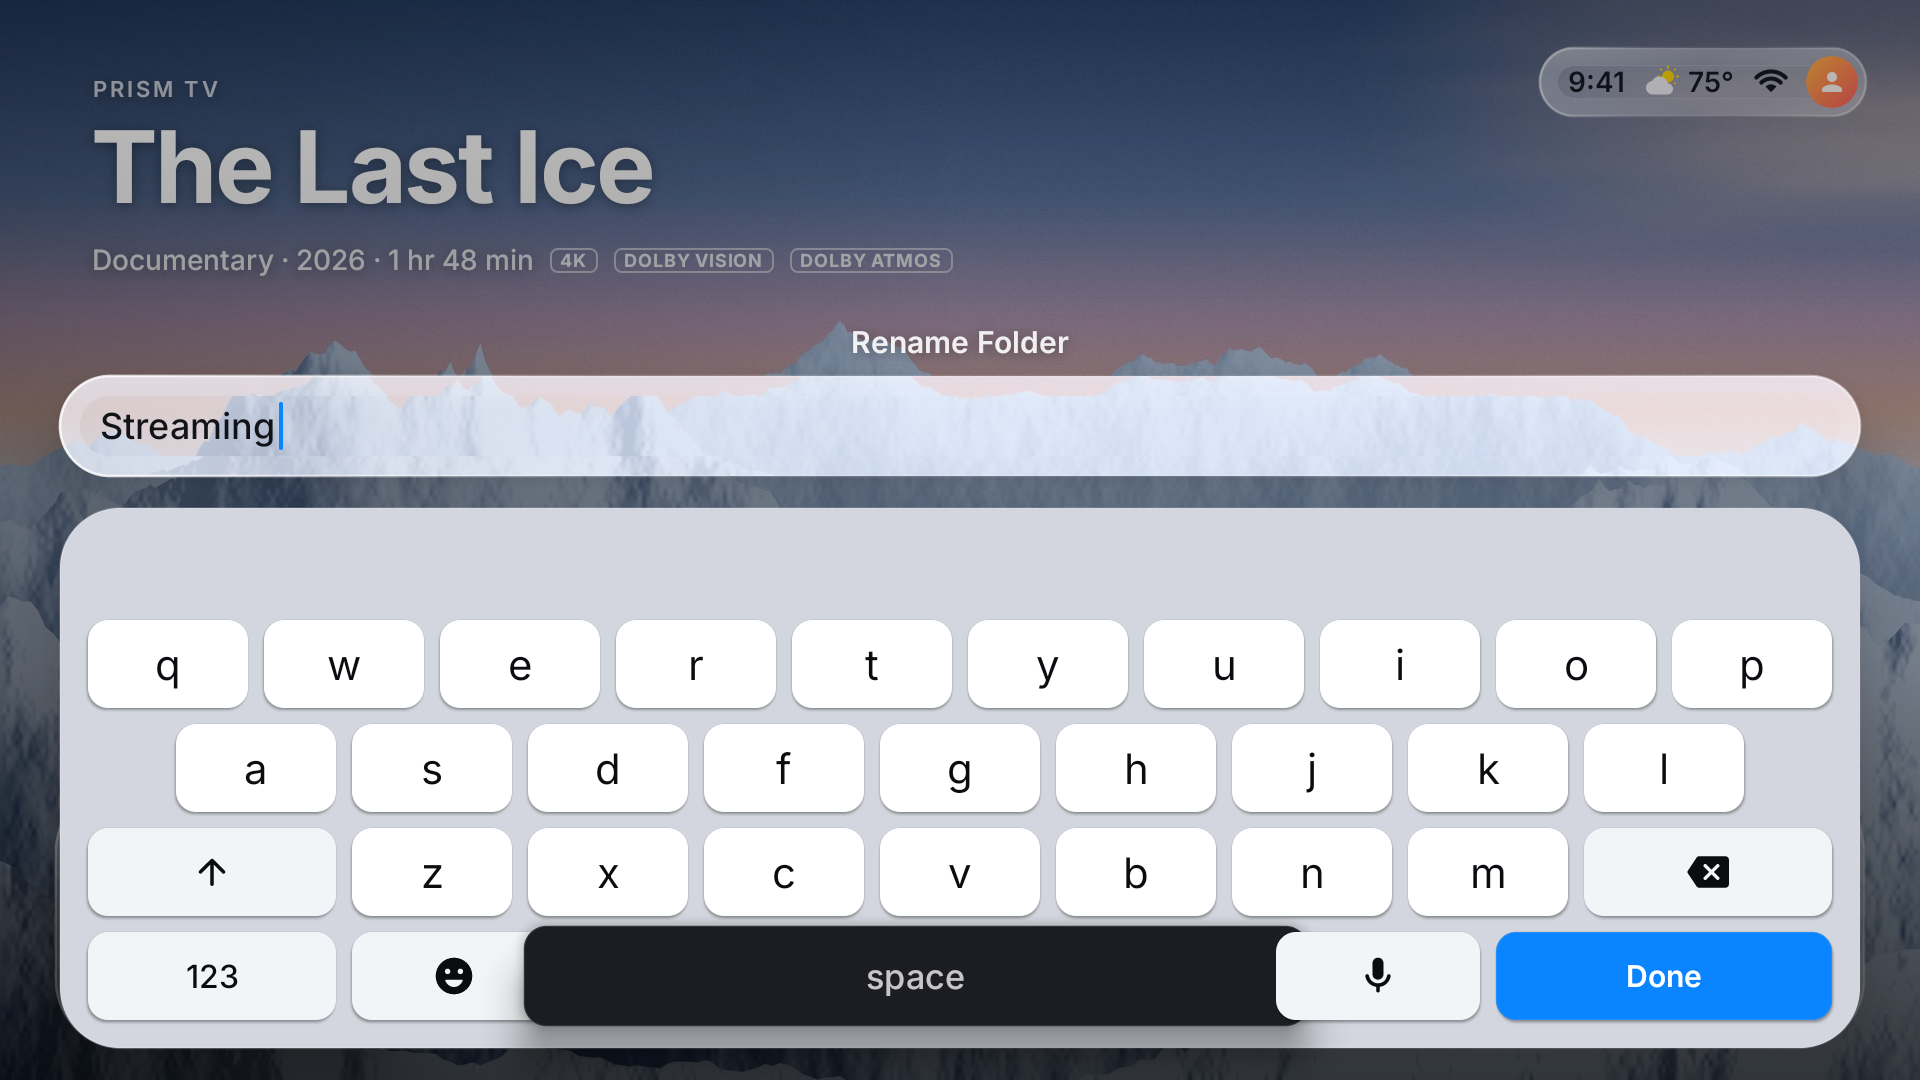 PRISM TV
9:41 75°
The Last Ice
Documentary · 2026 · 1 hr 48 min 4K DOLBY VISION DOLBY ATMOS
Rename Folder
Streaming
q w e r t y u i o p
a s d f g h j k l
z x c v b n m
123 space Done